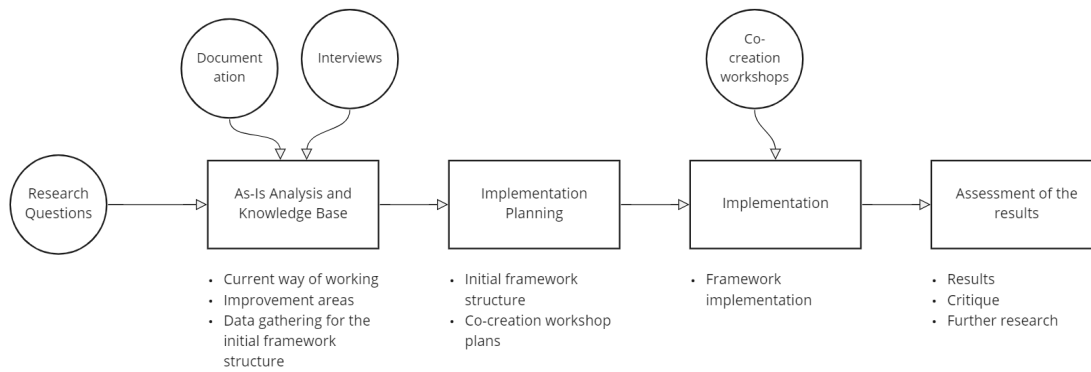 Document
ation
Interviews
Co-
creation
workshops
Research
Questions
As-Is Analysis and
Knowledge Base
Implementation
Planning
Implementation
Assessment of the
results
• Current way of working
• Improvement areas
• Data gathering for the
initial framework
structure
• Initial framework
structure
• Co-creation workshop
plans
• Framework
implementation
• Results
• Critique
• Further research